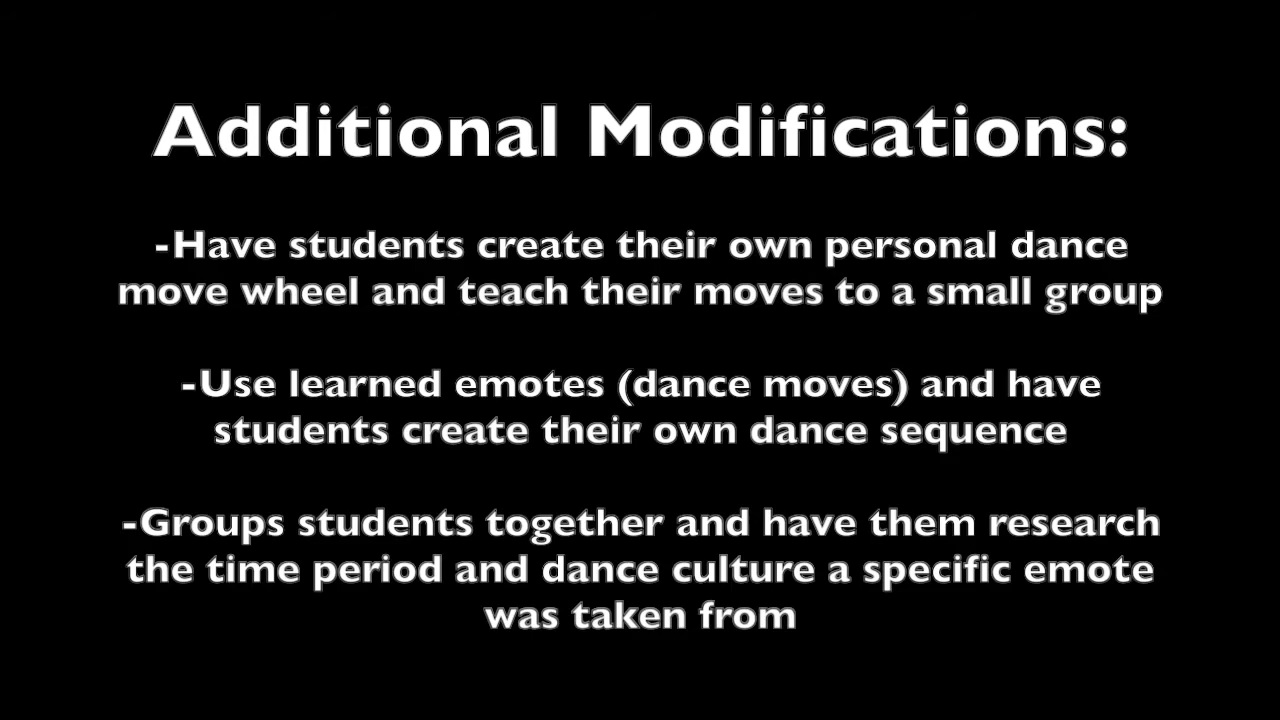 Additional Modifications:
-Have students create their own personal dance
move wheel and teach their moves to a small group
-Use learned emotes (dance moves) and have
students create their own dance sequence
-Groups students together and have them research
the time period and dance culture a specific emote
was taken from